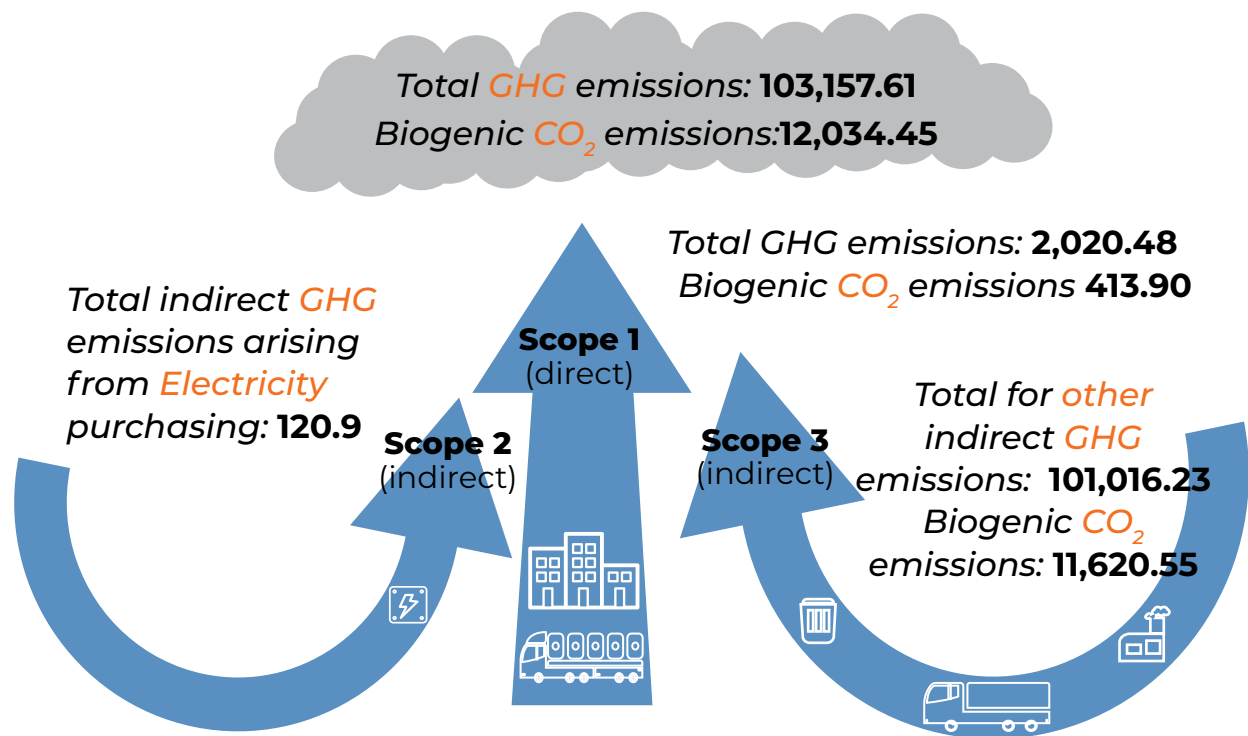 Total GHG emissions: 103,157.61
Biogenic CO₂ emissions:12,034.45
Total GHG emissions: 2,020.48
Biogenic CO₂ emissions 413.90
Total indirect GHG
emissions arising
from Electricity
purchasing: 120.9
Scope 1
(direct)
Scope 2
(indirect)
Scope 3
(indirect)
Total for other
indirect GHG
emissions: 101,016.23
Biogenic CO₂
emissions: 11,620.55